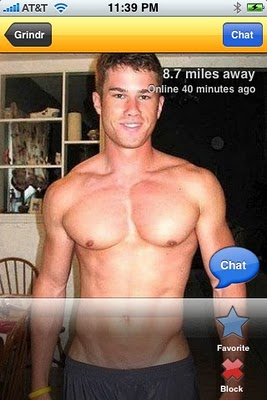 AT&T 11:39 PM
Grindr Chat
8.7 miles away
Online 40 minutes ago
Chat
Favorite
Block